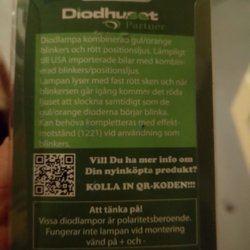 Diodhuset
Partner
Diodlampa kombinerad gul/orange
blinkers och rött positionsljus. Lämpligt
till USA importerade bilar med kombin-
erad blinkers/positionsljus.
Lampan lyser med fast rött sken och när
blinkersen går igång kommer det röda
ljuset att slockna samtidigt som de
gul/orange dioderna börjar blinka.
Kan behöva kompletteras med effekt-
motstånd (1221) vid användning som
blinkers.
Vill Du ha mer info om
Din nyinköpta produkt?
KOLLA IN QR-KODEN!!!
Att tänka på!
Vissa diodlampor är polaritetsberoende.
Fungerar inte lampan vid montering
vänd på + och -